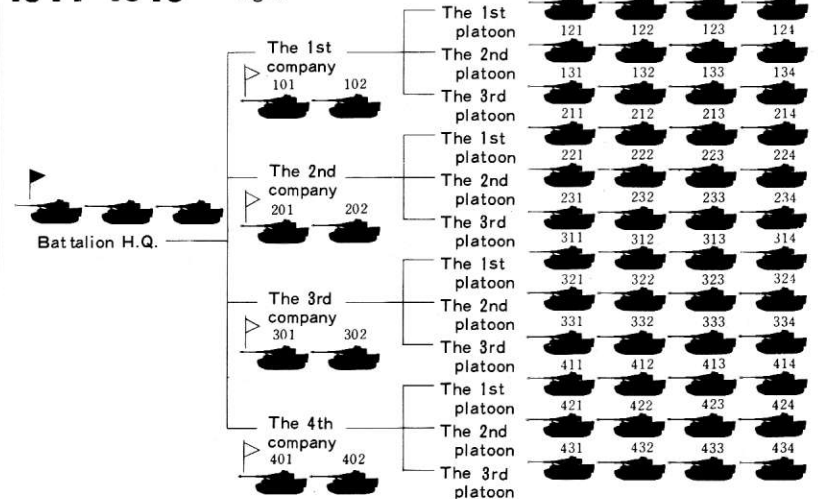 The 1st
platoon
121 122 123 124
The 2nd
platoon
131 132 133 134
The 3rd
platoon
The 1st
company
101 102
211 212 213 214
The 1st
platoon
221 222 223 224
The 2nd
platoon
231 232 233 234
The 3rd
platoon
The 2nd
company
201 202
Battalion H.Q.
311 312 313 314
The 1st
platoon
321 322 323 324
The 2nd
platoon
331 332 333 334
The 3rd
platoon
The 3rd
company
301 302
411 412 413 414
The 1st
platoon
421 422 423 424
The 2nd
platoon
431 432 433 434
The 3rd
platoon
The 4th
company
401 402